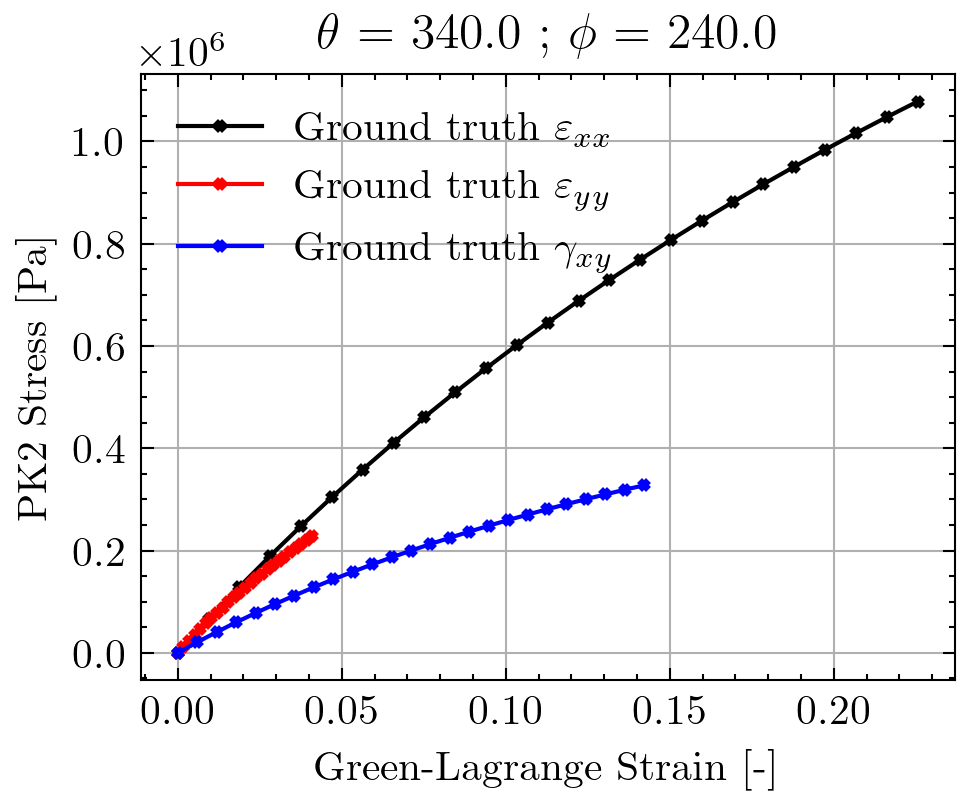 θ = 340.0 ; ϕ = 240.0
×10⁶
Ground truth εₓₓ
Ground truth ε_yy
Ground truth γ_xy
1.0
0.8
0.6
0.4
0.2
0.0
PK2 Stress [Pa]
0.00 0.05 0.10 0.15 0.20
Green-Lagrange Strain [-]